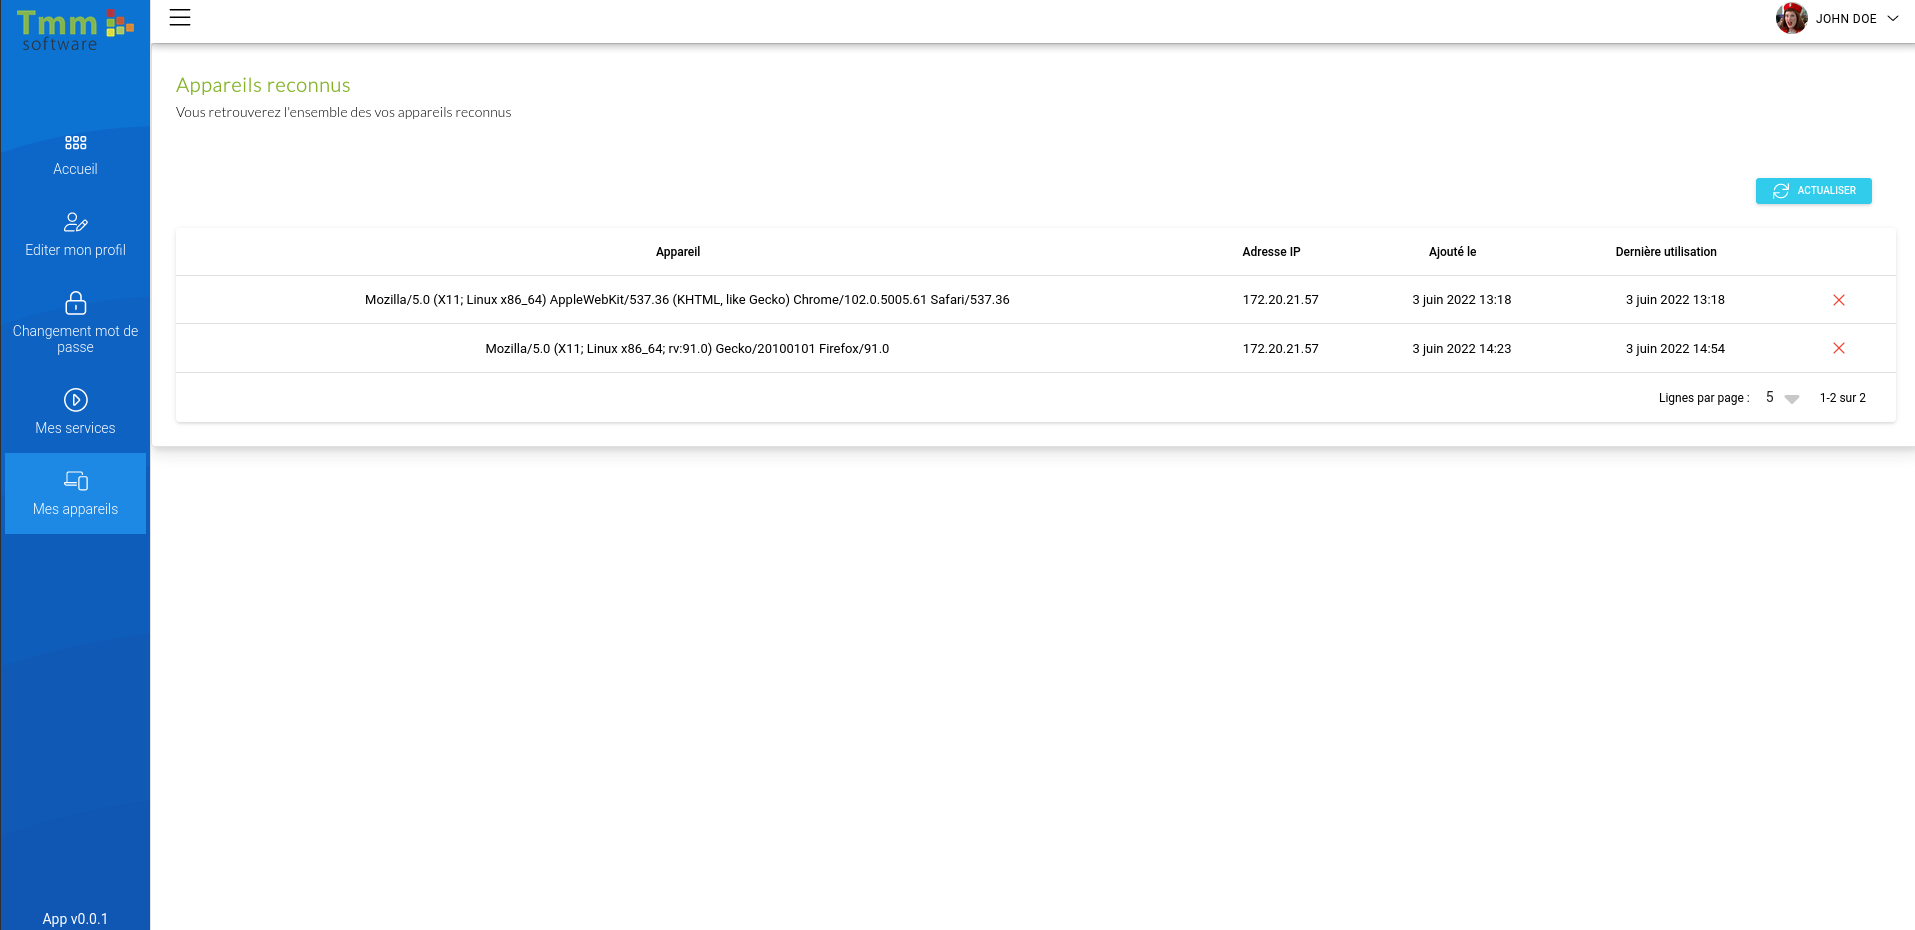 Tmm
software
JOHN DOE
Appareils reconnus
Vous retrouverez l'ensemble des vos appareils reconnus
Accueil
Editer mon profil
Changement mot de
passe
Mes services
Mes appareils
App v0.0.1
ACTUALISER
Appareil Adresse IP Ajouté le Dernière utilisation
Mozilla/5.0 (X11; Linux x86_64) AppleWebKit/537.36 (KHTML, like Gecko) Chrome/102.0.5005.61 Safari/537.36 172.20.21.57 3 juin 2022 13:18 3 juin 2022 13:18
Mozilla/5.0 (X11; Linux x86_64; rv:91.0) Gecko/20100101 Firefox/91.0 172.20.21.57 3 juin 2022 14:23 3 juin 2022 14:54
Lignes par page : 5 1-2 sur 2